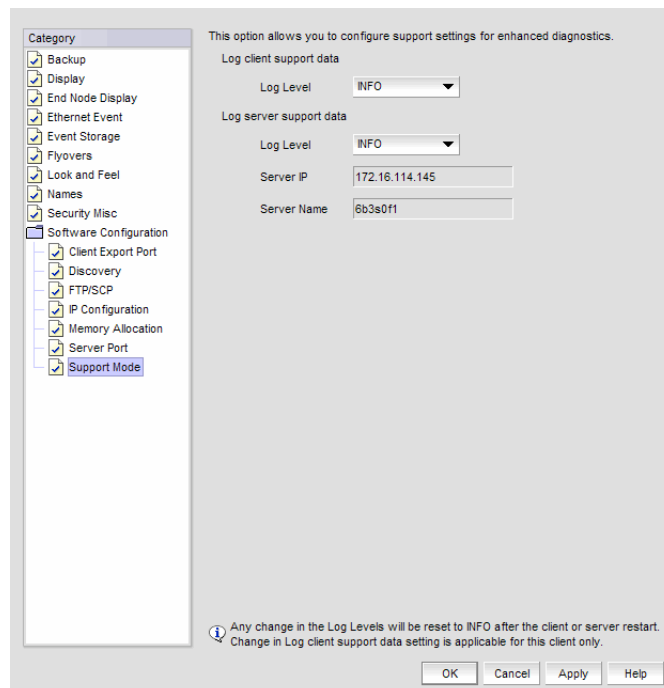 Category
Backup
Display
End Node Display
Ethernet Event
Event Storage
Flyovers
Look and Feel
Names
Security Misc
Software Configuration
Client Export Port
Discovery
FTP/SCP
IP Configuration
Memory Allocation
Server Port
Support Mode
This option allows you to configure support settings for enhanced diagnostics.
Log client support data
Log Level INFO
Log server support data
Log Level INFO
Server IP 172.16.114.145
Server Name 6b3s0f1
Any change in the Log Levels will be reset to INFO after the client or server restart.
Change in Log client support data setting is applicable for this client only.
OK Cancel Apply Help